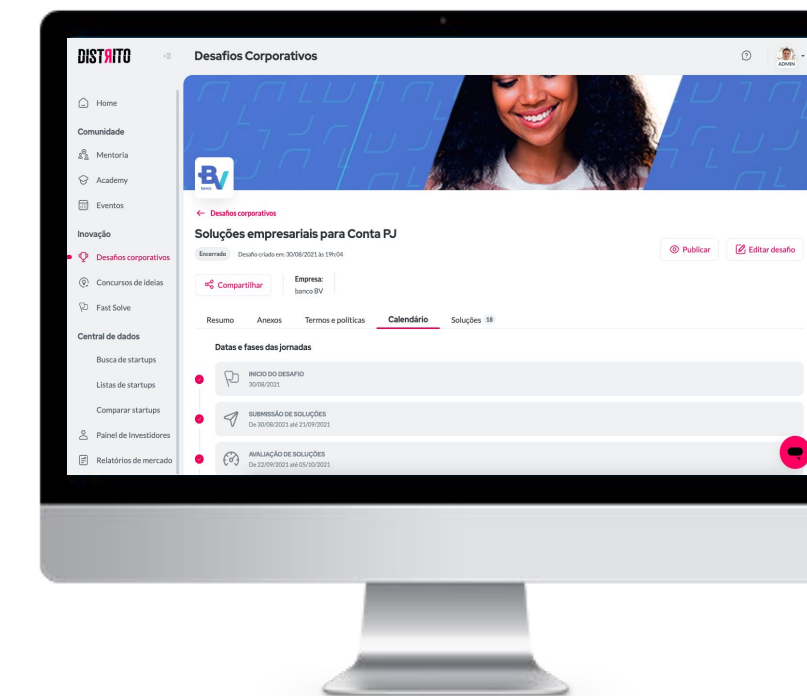 DISTRITO
Desafios Corporativos
ADMIN
Home
Comunidade
Mentoria
Academy
Eventos
Inovação
Desafios corporativos
Concursos de ideias
Fast Solve
Central de dados
Busca de startups
Listas de startups
Comparar startups
Painel de Investidores
Relatórios de mercado
BV
banco
← Desafios corporativos
Soluções empresariais para Conta PJ
Encerrado Desafio criado em: 30/08/2021 às 19h:04
Publicar
Editar desafio
Compartilhar
Empresa:
banco BV
Resumo Anexos Termos e políticas Calendário Soluções 18
Datas e fases das jornadas
INICIO DO DESAFIO
30/08/2021
SUBMISSÃO DE SOLUÇÕES
De 30/08/2021 até 21/09/2021
AVALIAÇÃO DE SOLUÇÕES
De 22/09/2021 até 05/10/2021